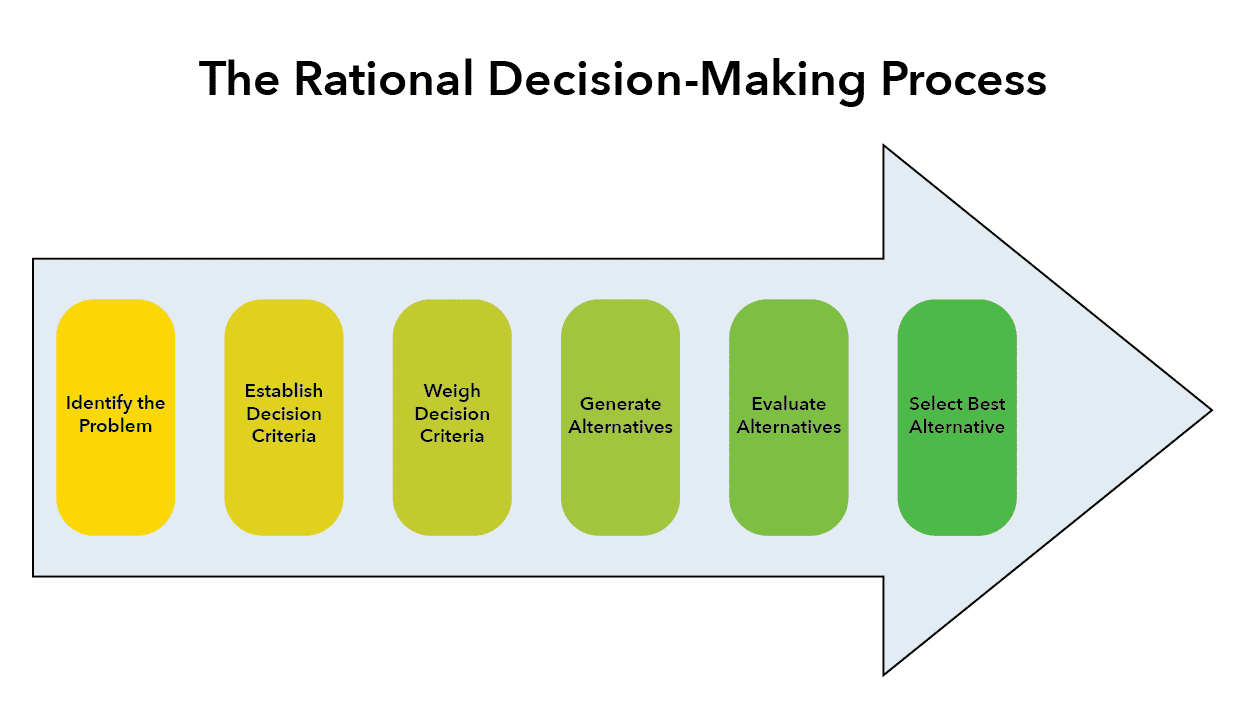 The Rational Decision-Making Process
Identify the
Problem
Establish
Decision
Criteria
Weigh
Decision
Criteria
Generate
Alternatives
Evaluate
Alternatives
Select Best
Alternative